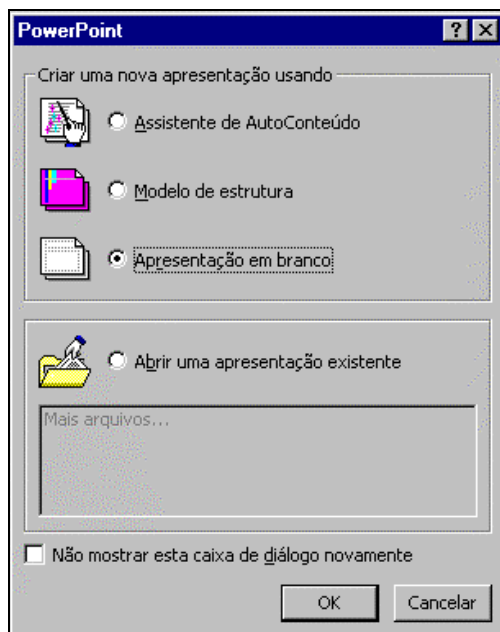 PowerPoint
Criar uma nova apresentação usando
Assistente de AutoConteúdo
Modelo de estrutura
Apresentação em branco
Abrir uma apresentação existente
Mais arquivos...
Não mostrar esta caixa de diálogo novamente
OK Cancelar